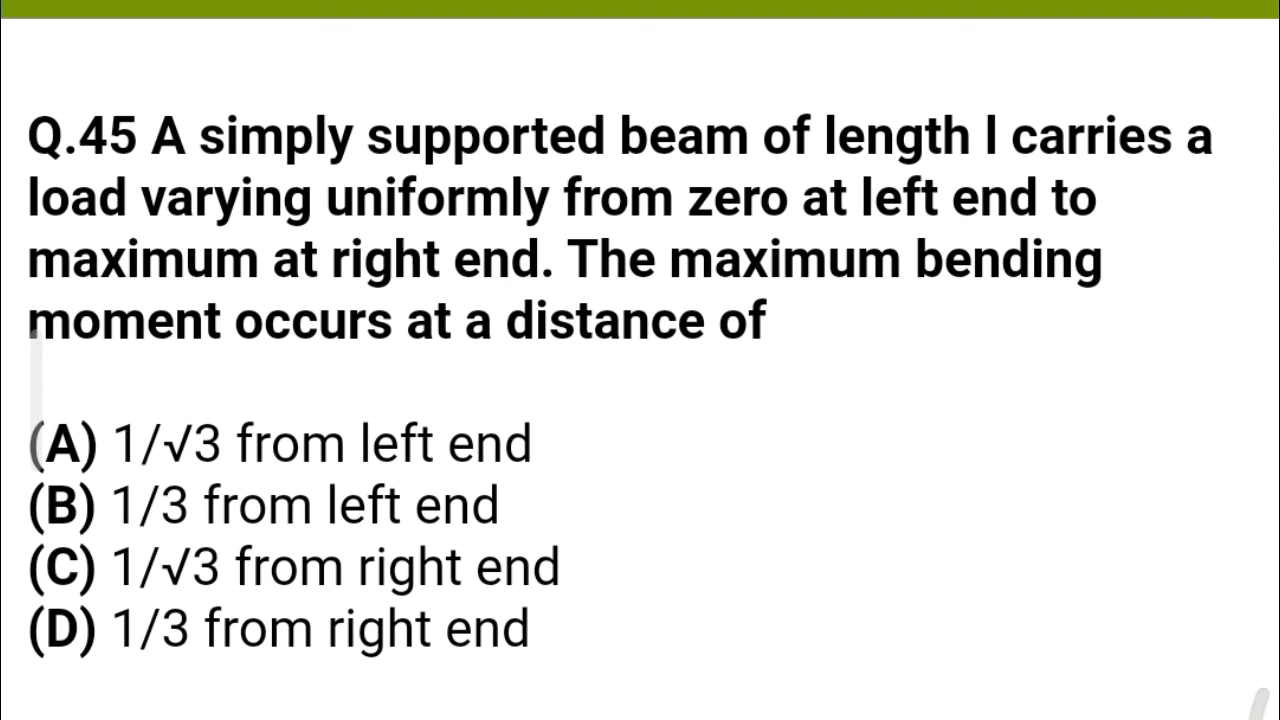 Q.45 A simply supported beam of length l carries a
load varying uniformly from zero at left end to
maximum at right end. The maximum bending
moment occurs at a distance of
(A) 1/√3 from left end
(B) 1/3 from left end
(C) 1/√3 from right end
(D) 1/3 from right end